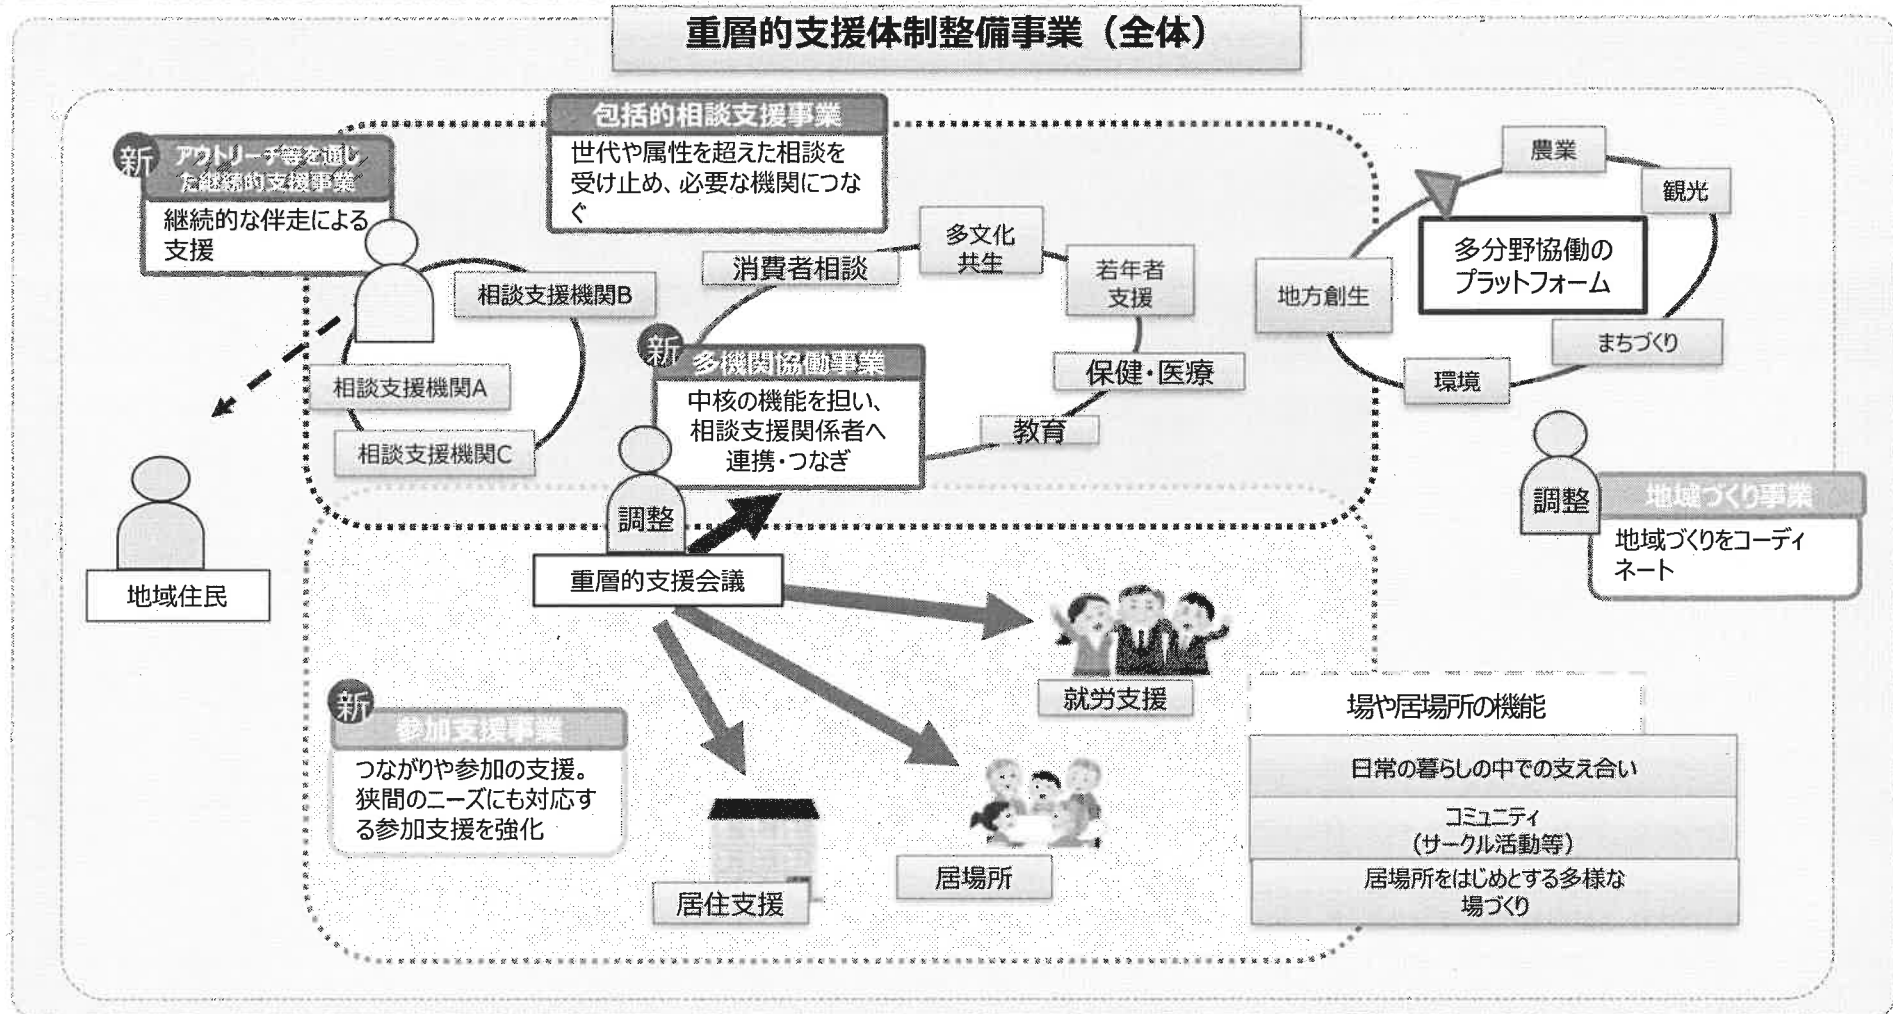 重層的支援体制整備事業（全体）
新
アウトリーチ等を通じ
た継続的支援事業
継続的な伴走による
支援
包括的相談支援事業
世代や属性を超えた相談を
受け止め、必要な機関につな
ぐ
相談支援機関B
相談支援機関A
相談支援機関C
消費者相談
多文化
共生
若年者
支援
保健・医療
教育
新
多機関協働事業
中核の機能を担い、
相談支援関係者へ
連携・つなぎ
調整
重層的支援会議
農業
観光
多分野協働の
プラットフォーム
地方創生
まちづくり
環境
調整
地域づくり事業
地域づくりをコーディ
ネート
地域住民
新
参加支援事業
つながりや参加の支援。
狭間のニーズにも対応す
る参加支援を強化
就労支援
居場所
居住支援
場や居場所の機能
日常の暮らしの中での支え合い
コミュニティ
（サークル活動等）
居場所をはじめとする多様な
場づくり